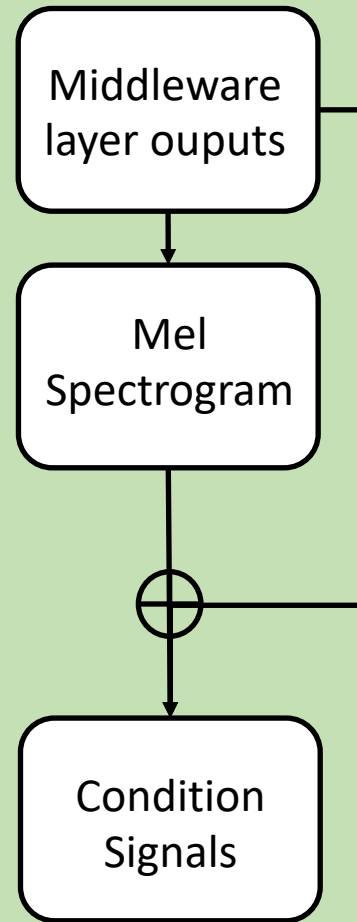 Middleware
layer ouputs
Mel
Spectrogram
Condition
Signals